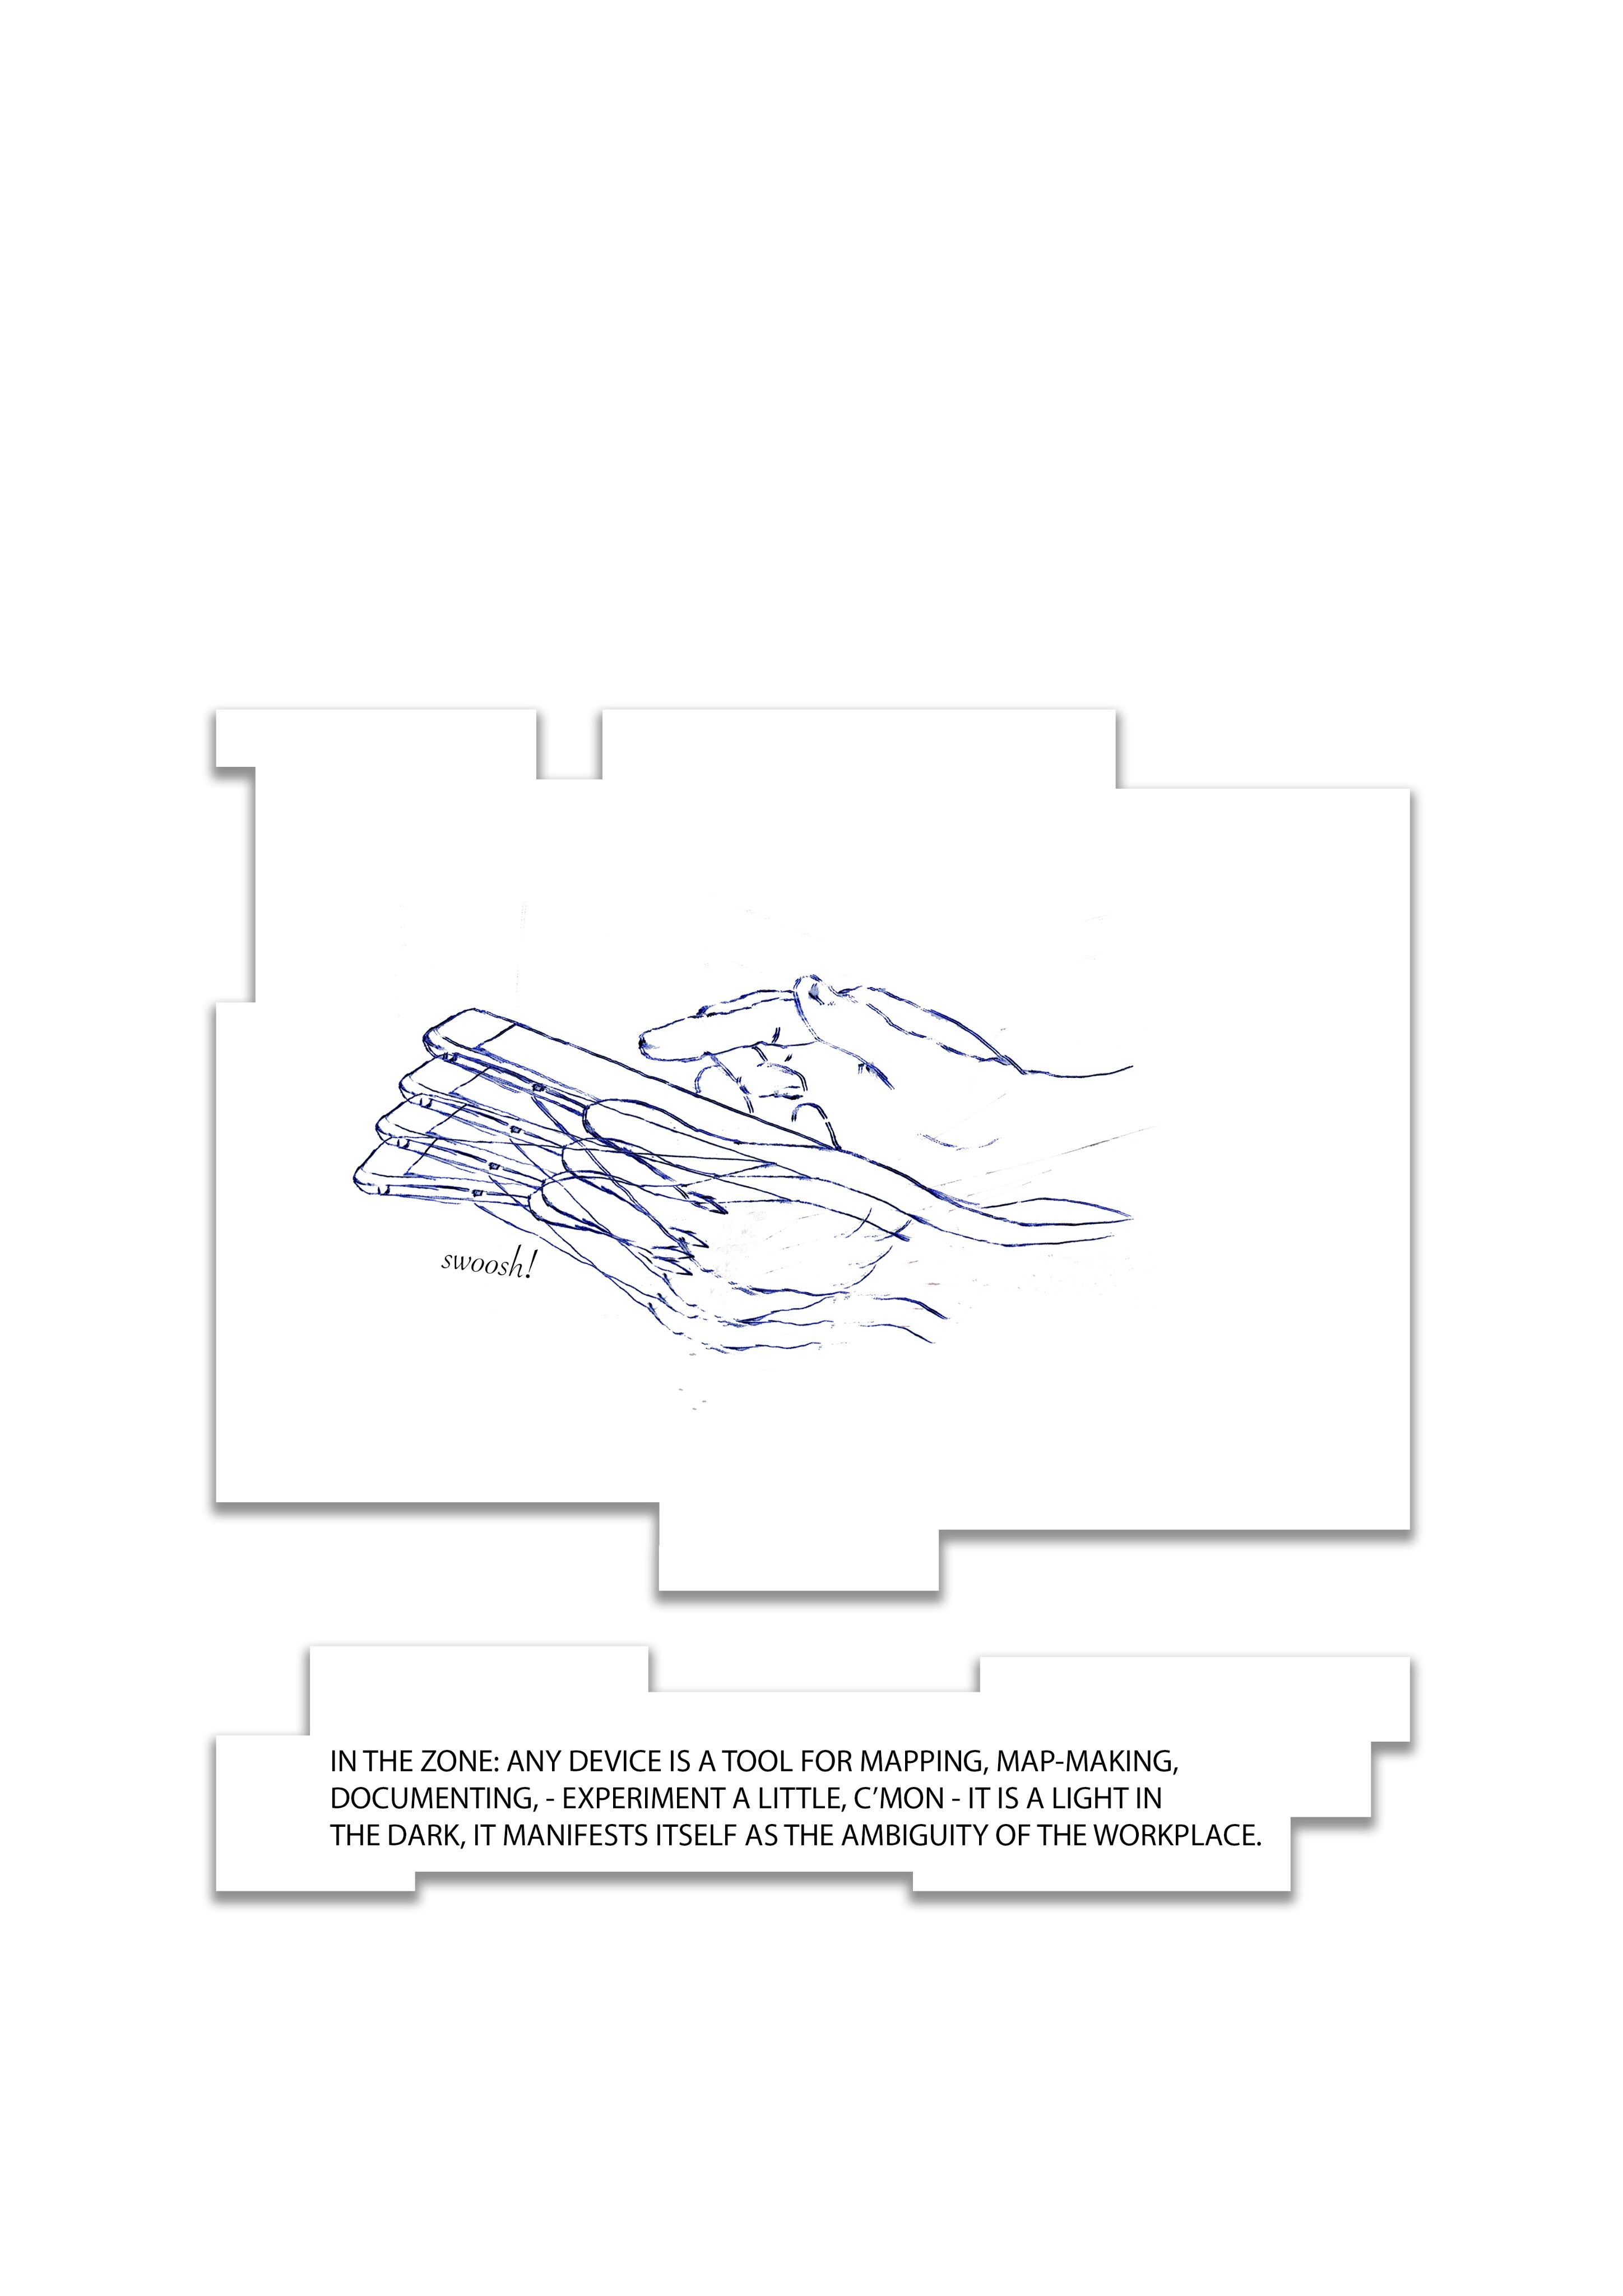 swoosh!
IN THE ZONE: ANY DEVICE IS A TOOL FOR MAPPING, MAP-MAKING,
DOCUMENTING, - EXPERIMENT A LITTLE, C’MON - IT IS A LIGHT IN
THE DARK, IT MANIFESTS ITSELF AS THE AMBIGUITY OF THE WORKPLACE.